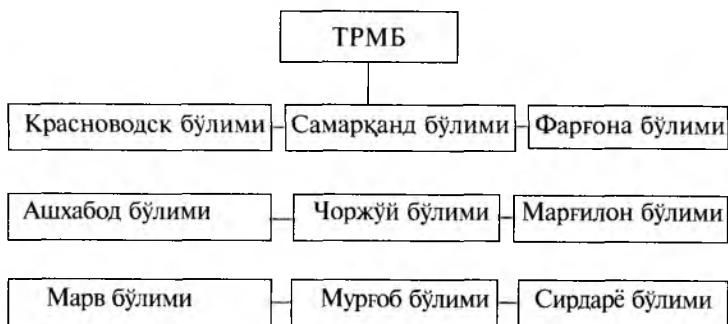 ТРМБ
Красноводск бўлими
Самарқанд бўлими
Фарғона бўлими
Ашхабод бўлими
Чоржўй бўлими
Марғилон бўлими
Марв бўлими
Мурғоб бўлими
Сирдарё бўлими